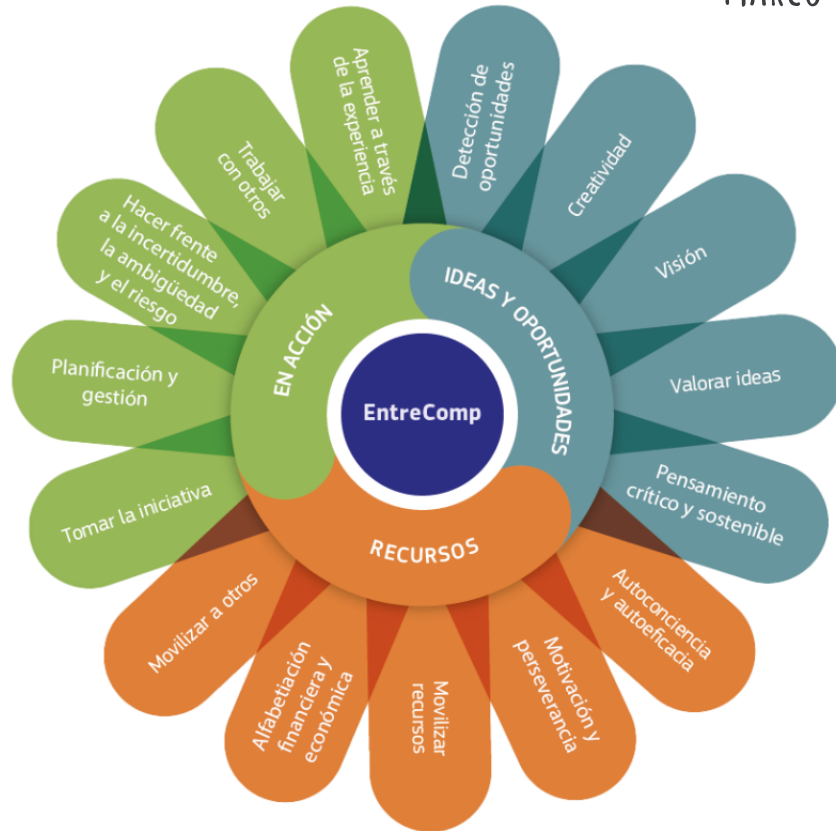 MARCO
Aprender a través
de la experiencia
Detección de
oportunidades
Creatividad
Visión
Valorar ideas
Pensamiento
crítico y sostenible
Autoconciencia
y autoeficacia
Motivación y
perseverancia
Movilizar
recursos
Alfabetiación
financiera y
económica
Movilizar a otros
Tomar la iniciativa
Planificación y
gestión
Hacer frente
a la incertidumbre,
la ambigüedad
y el riesgo
Trabajar
con otros
EN ACCIÓN
IDEAS Y OPORTUNIDADES
RECURSOS
EntreComp